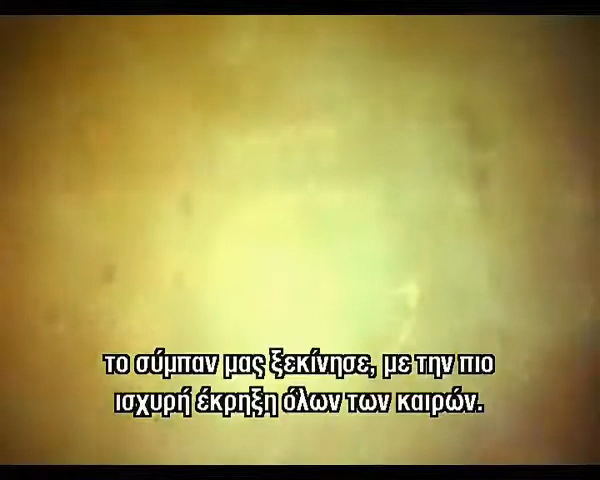 το σύμπαν μας ξεκίνησε, με την πιο
ισχυρή έκρηξη όλων των καιρών.